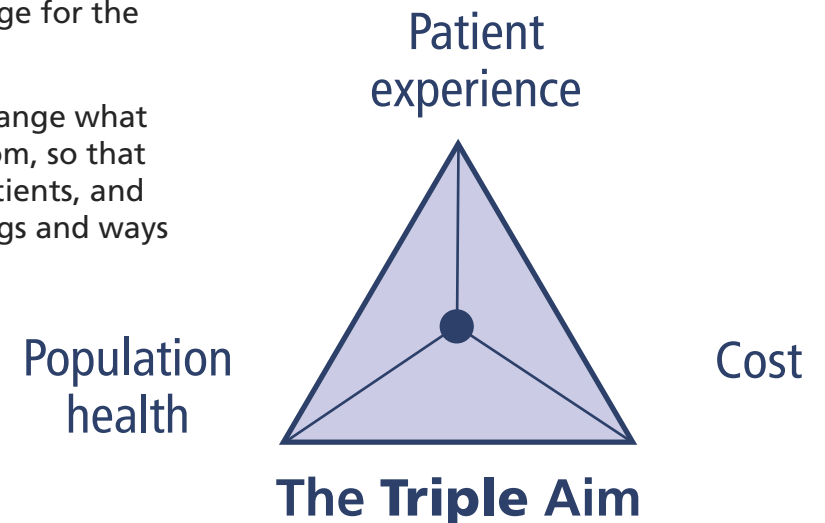 ge for the
ange what
om, so that
tients, and
gs and ways
Patient
experience
Population
health
Cost
The Triple Aim